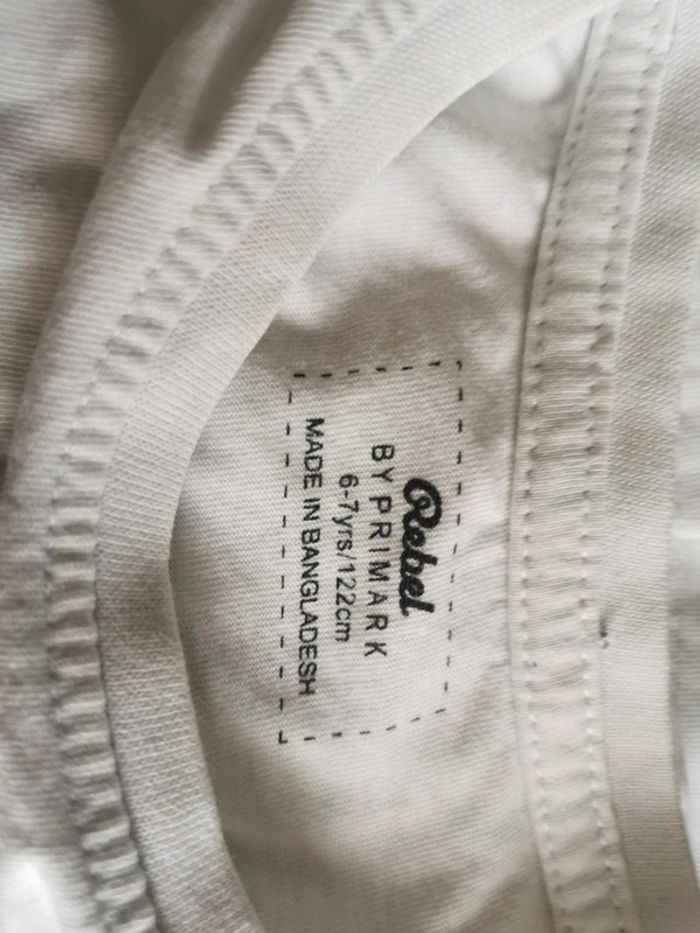 Rebel
BY PRIMARK
6-7yrs/122cm
MADE IN BANGLADESH